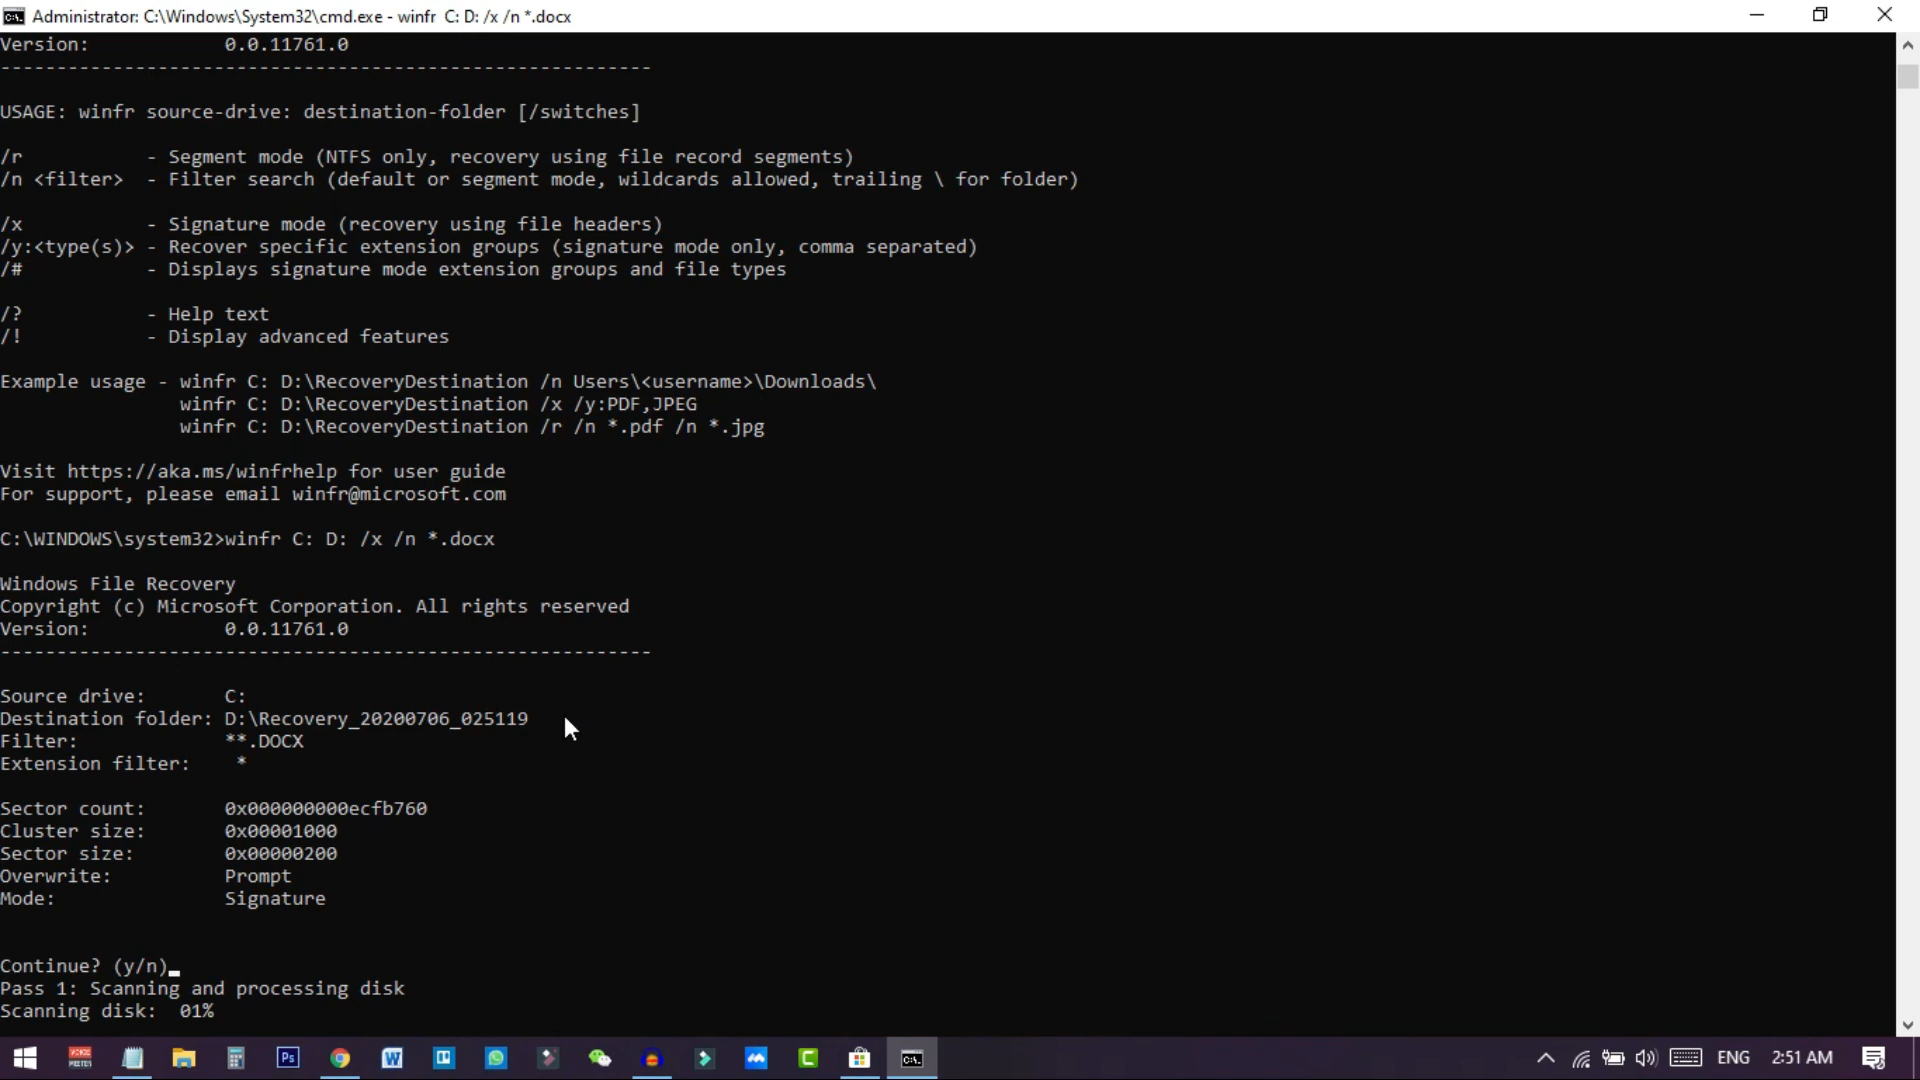 Administrator: C:\Windows\System32\cmd.exe - winfr  C: D: /x /n *.docx
Version:            0.0.11761.0
----------------------------------------------------------
USAGE: winfr source-drive: destination-folder [/switches]
/r           - Segment mode (NTFS only, recovery using file record segments)
/n <filter>  - Filter search (default or segment mode, wildcards allowed, trailing \ for folder)
/x           - Signature mode (recovery using file headers)
/y:<type(s)> - Recover specific extension groups (signature mode only, comma separated)
/#           - Displays signature mode extension groups and file types
/?           - Help text
/!           - Display advanced features
Example usage - winfr C: D:\RecoveryDestination /n Users\<username>\Downloads\
                winfr C: D:\RecoveryDestination /x /y:PDF,JPEG
                winfr C: D:\RecoveryDestination /r /n *.pdf /n *.jpg
Visit https://aka.ms/winfrhelp for user guide
For support, please email winfr@microsoft.com
C:\WINDOWS\system32>winfr C: D: /x /n *.docx
Windows File Recovery
Copyright (c) Microsoft Corporation. All rights reserved
Version:            0.0.11761.0
----------------------------------------------------------
Source drive:       C:
Destination folder: D:\Recovery_20200706_025119
Filter:             **.DOCX
Extension filter:    *
Sector count:       0x000000000ecfb760
Cluster size:       0x00001000
Sector size:        0x00000200
Overwrite:          Prompt
Mode:               Signature
Continue? (y/n)
Pass 1: Scanning and processing disk
Scanning disk:  01%
Ps
ENG
2:51 AM